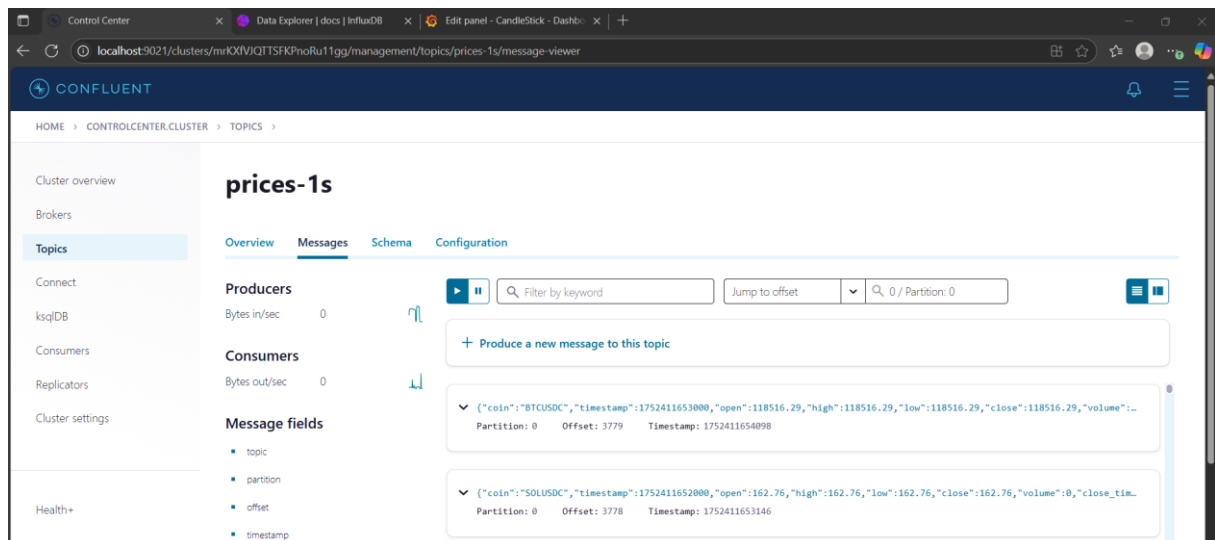 Control Center
Data Explorer | docs | InfluxDB
Edit panel - CandleStick - Dashbo
localhost:9021/clusters/mrKXfVJQTTSFKPnoRu11gg/management/topics/prices-1s/message-viewer
CONFLUENT
HOME > CONTROLCENTER.CLUSTER > TOPICS >
Cluster overview
Brokers
Topics
Connect
ksqlDB
Consumers
Replicators
Cluster settings
Health+
prices-1s
Overview Messages Schema Configuration
Producers
Bytes in/sec 0
Consumers
Bytes out/sec 0
Message fields
topic
partition
offset
timestamp
Filter by keyword
Jump to offset
0 / Partition: 0
+ Produce a new message to this topic
{"coin":"BTCUSDC","timestamp":1752411653000,"open":118516.29,"high":118516.29,"low":118516.29,"close":118516.29,"volume":…
Partition: 0 Offset: 3779 Timestamp: 1752411654098
{"coin":"SOLUSDC","timestamp":1752411652000,"open":162.76,"high":162.76,"low":162.76,"close":162.76,"volume":0,"close_tim…
Partition: 0 Offset: 3778 Timestamp: 1752411653146